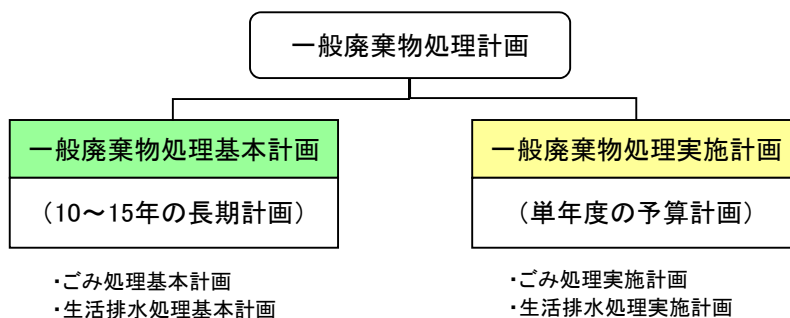 一般廃棄物処理計画
一般廃棄物処理基本計画
（10～15年の長期計画）
・ごみ処理基本計画
・生活排水処理基本計画
一般廃棄物処理実施計画
（単年度の予算計画）
・ごみ処理実施計画
・生活排水処理実施計画